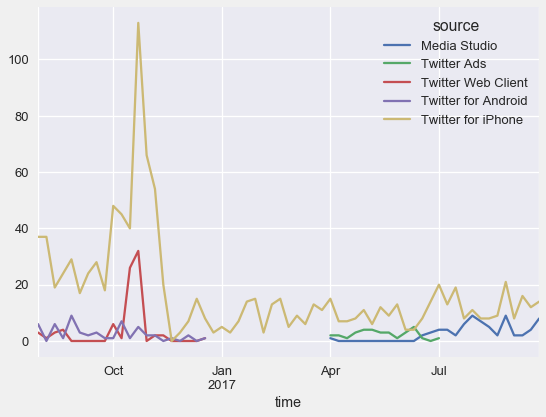 source
Media Studio
Twitter Ads
Twitter Web Client
Twitter for Android
Twitter for iPhone
100
80
60
40
20
0
Oct
Jan
2017
Apr
Jul
time